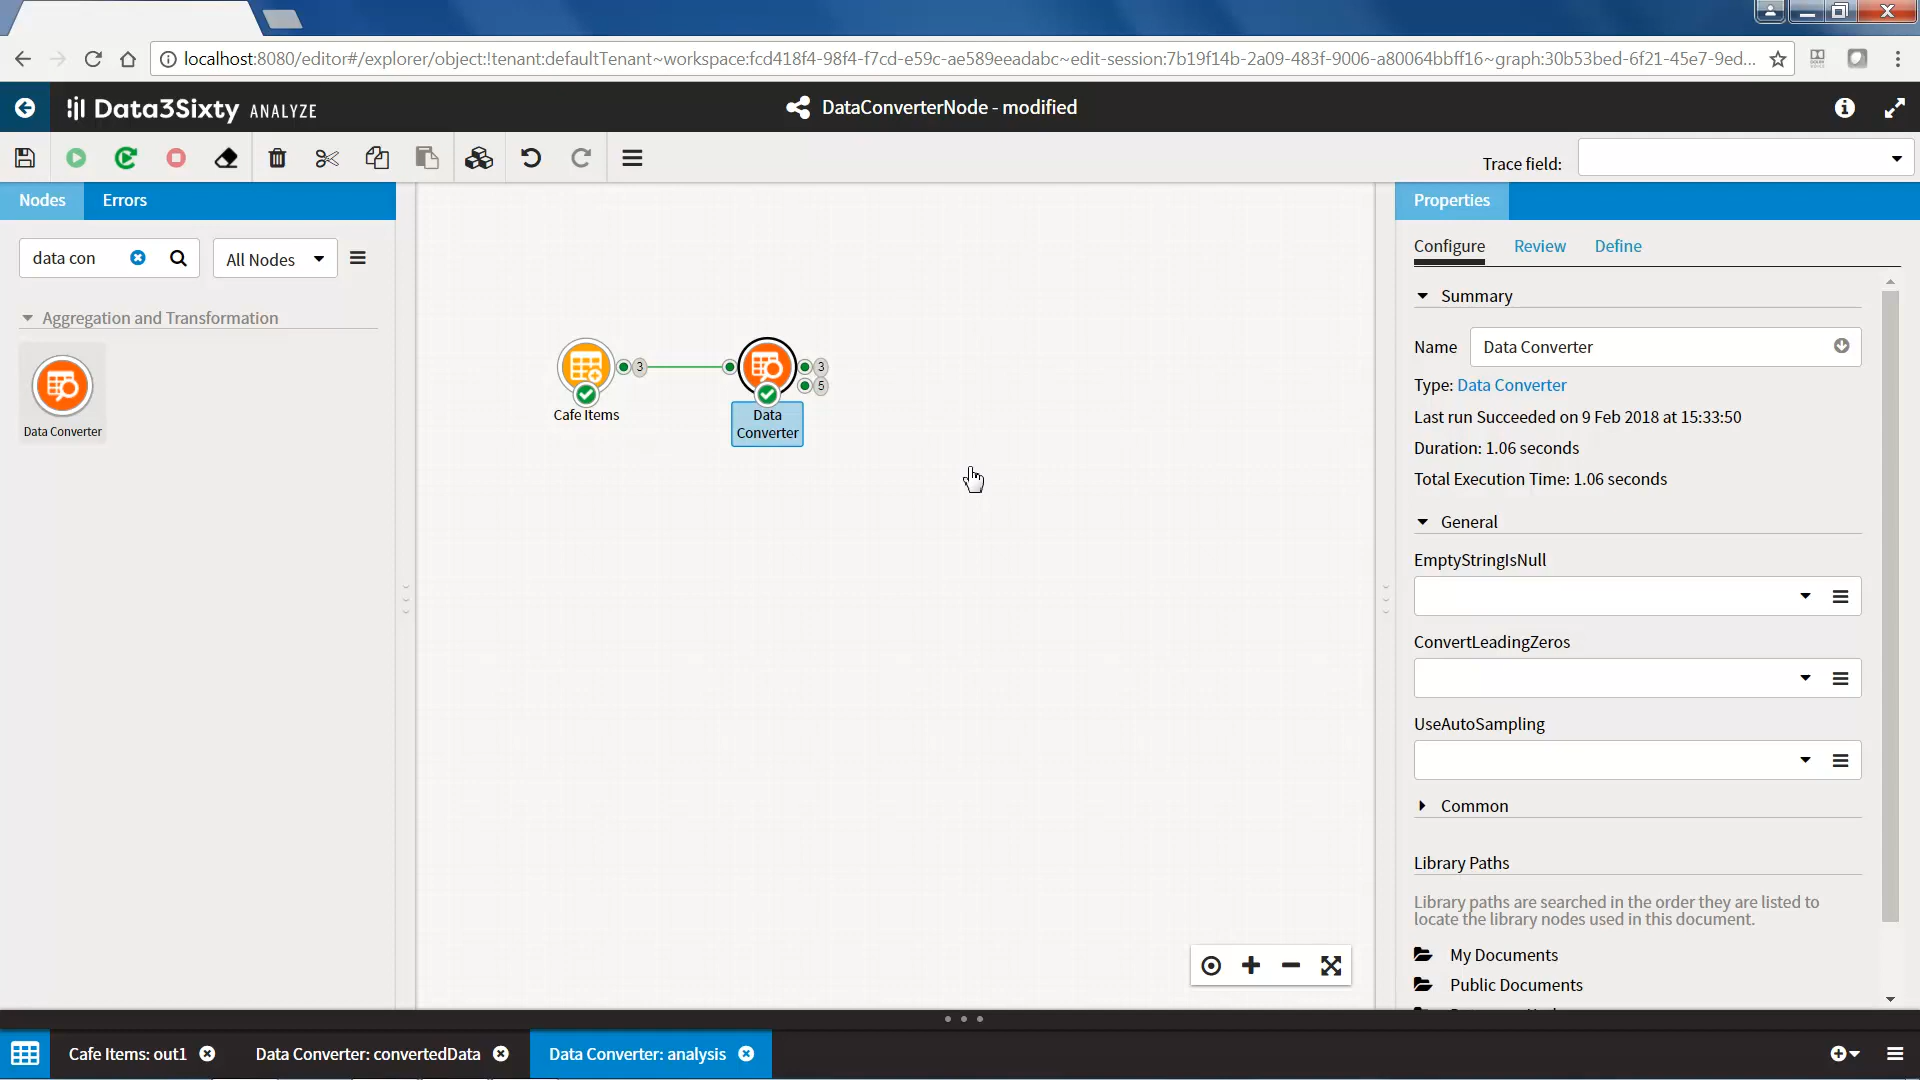 localhost:8080/editor#/explorer/object:!tenant:defaultTenant~workspace:fcd418f4-98f4-f7cd-e59c-ae589eeadabc~edit-session:7b19f14b-2a09-483f-9006-a80064bbff16~graph:30b53bed-6f21-45e7-9ed...
Data3Sixty ANALYZE
DataConverterNode - modified
Trace field:
Nodes
Errors
Properties
data con
All Nodes
Configure
Review
Define
Aggregation and Transformation
Data Converter
3
3
5
Cafe Items
Data
Converter
Summary
Name
Data Converter
Type: Data Converter
Last run Succeeded on 9 Feb 2018 at 15:33:50
Duration: 1.06 seconds
Total Execution Time: 1.06 seconds
General
EmptyStringIsNull
ConvertLeadingZeros
UseAutoSampling
Common
Library Paths
Library paths are searched in the order they are listed to
locate the library nodes used in this document.
My Documents
Public Documents
Cafe Items: out1
Data Converter: convertedData
Data Converter: analysis